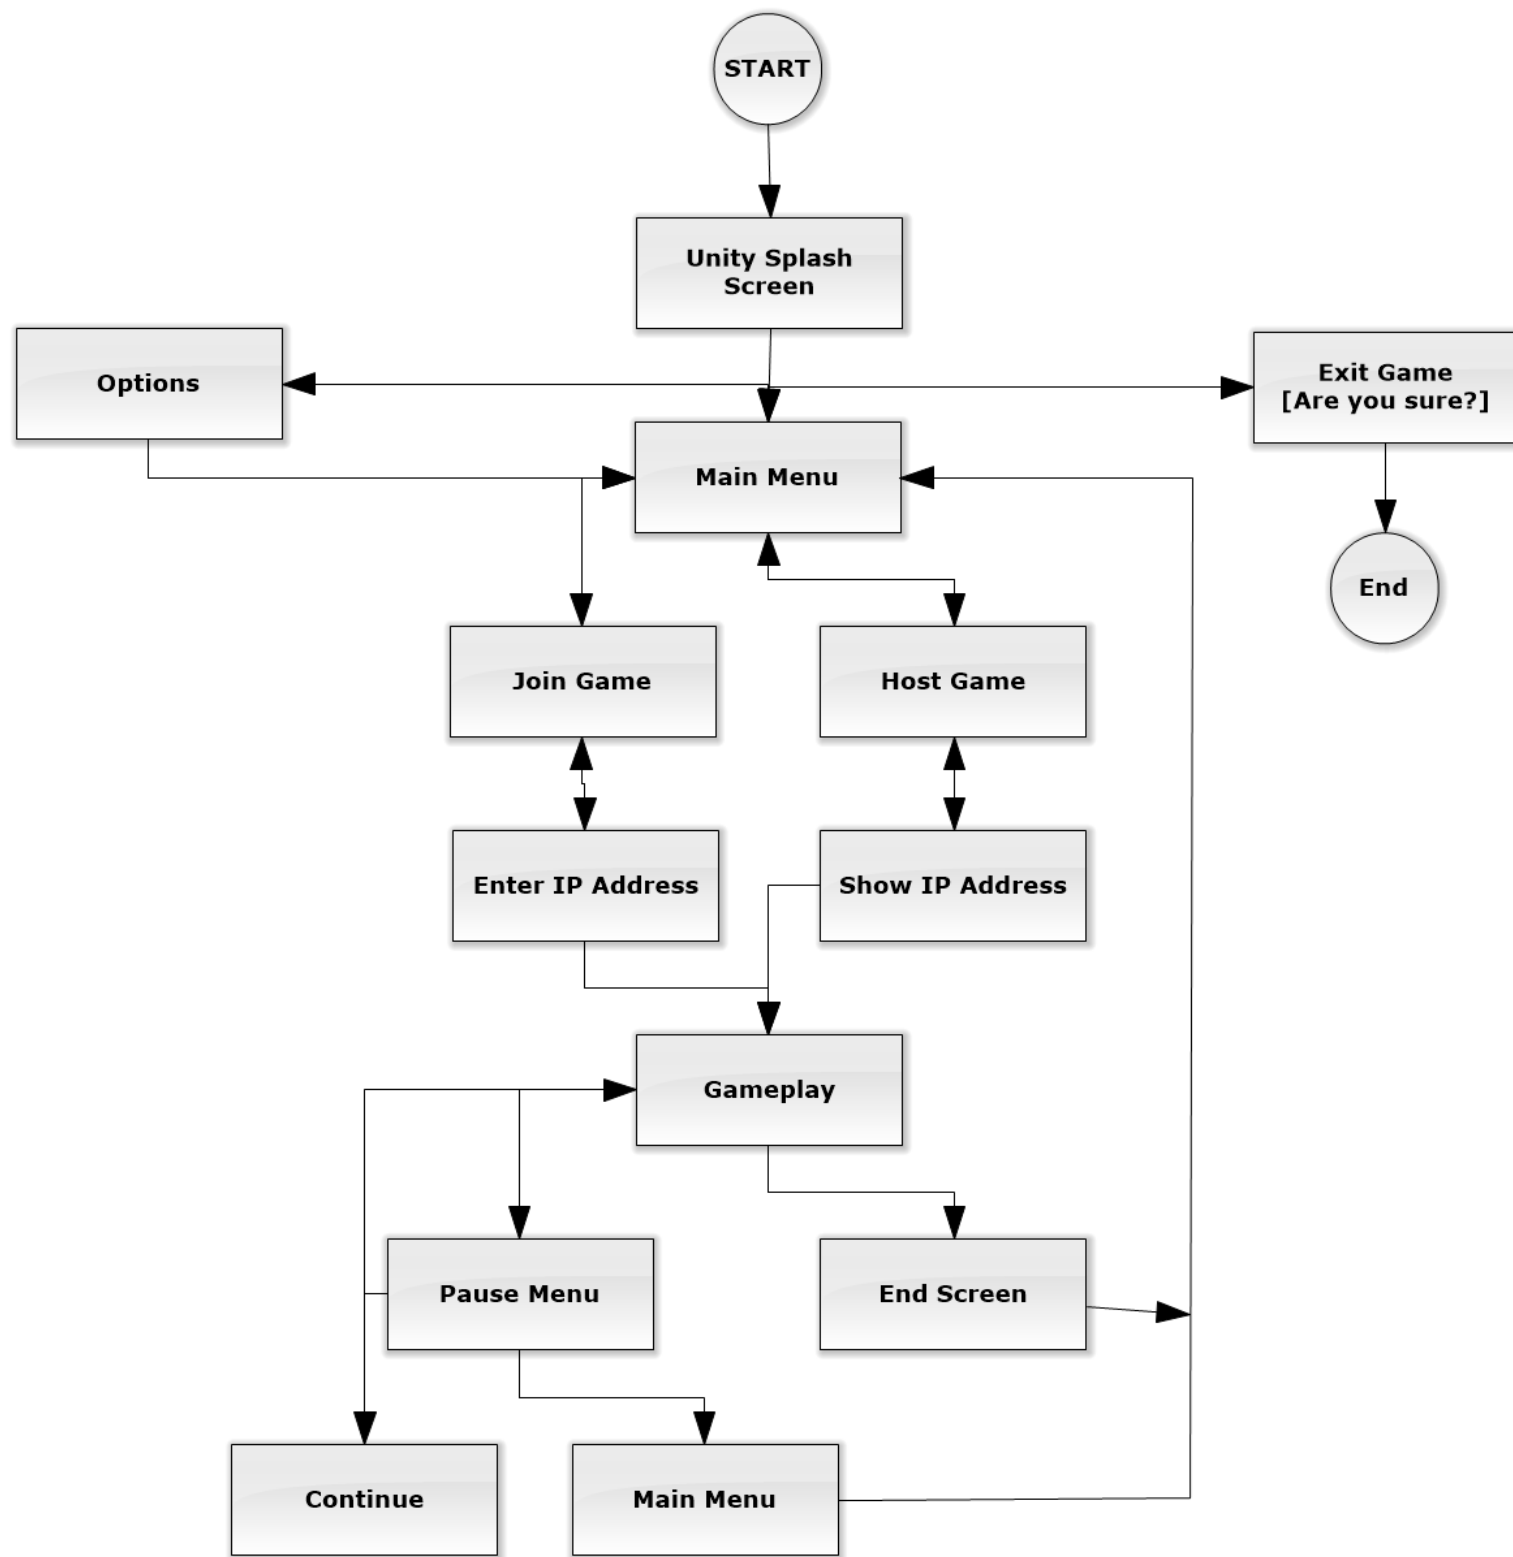 START
Unity Splash
Screen
Options
Exit Game
[Are you sure?]
Main Menu
End
Join Game
Host Game
Enter IP Address
Show IP Address
Gameplay
Pause Menu
End Screen
Continue
Main Menu